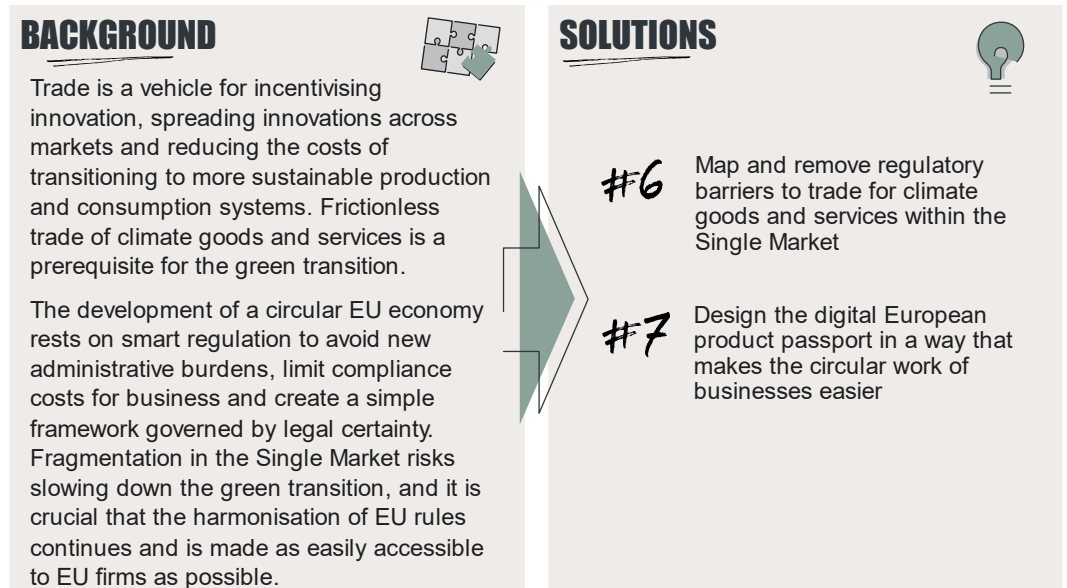 BACKGROUND
Trade is a vehicle for incentivising
innovation, spreading innovations across
markets and reducing the costs of
transitioning to more sustainable production
and consumption systems. Frictionless
trade of climate goods and services is a
prerequisite for the green transition.
The development of a circular EU economy
rests on smart regulation to avoid new
administrative burdens, limit compliance
costs for business and create a simple
framework governed by legal certainty.
Fragmentation in the Single Market risks
slowing down the green transition, and it is
crucial that the harmonisation of EU rules
continues and is made as easily accessible
to EU firms as possible.
SOLUTIONS
#6
Map and remove regulatory
barriers to trade for climate
goods and services within the
Single Market
#7
Design the digital European
product passport in a way that
makes the circular work of
businesses easier